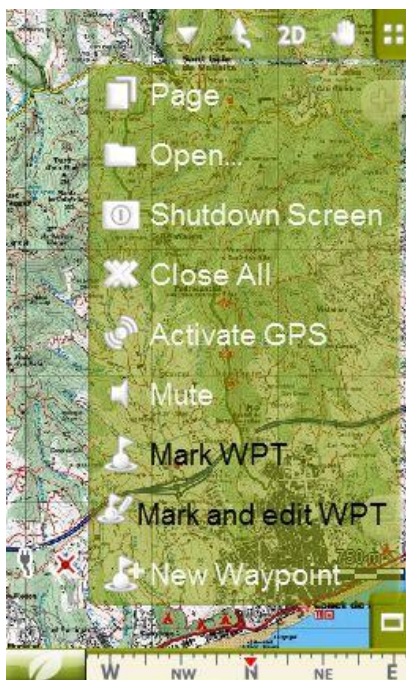 2D
Page
Open...
Shutdown Screen
Close All
Activate GPS
Mute
Mark WPT
Mark and edit WPT
750 m
New Waypoint
W NW N NE E